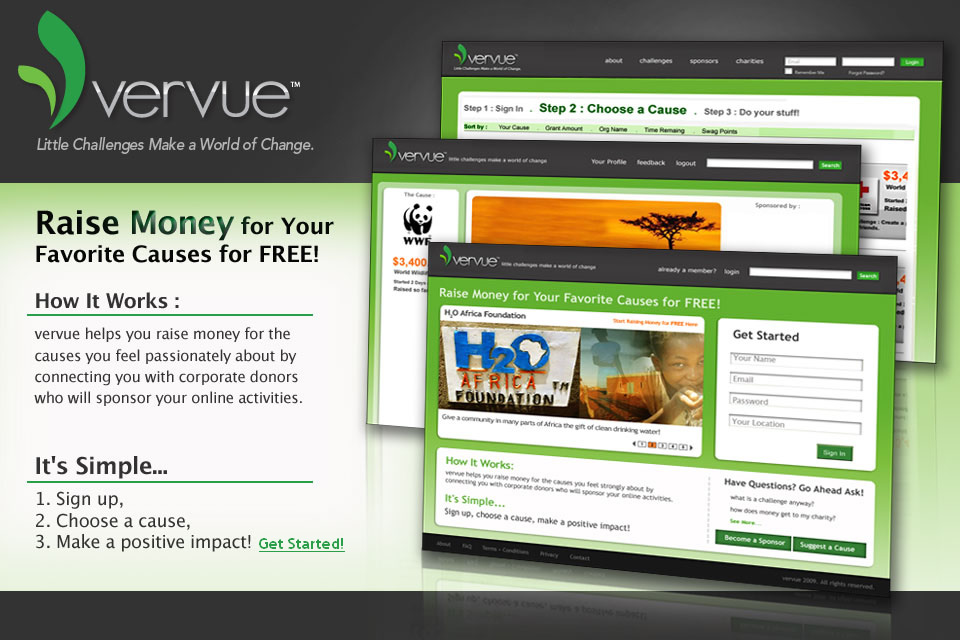 vervue™
Little Challenges Make a World of Change.
Raise Money for Your
Favorite Causes for FREE!
How It Works :
vervue helps you raise money for the
causes you feel passionately about by
connecting you with corporate donors
who will sponsor your online activities.
It's Simple...
1. Sign up,
2. Choose a cause,
3. Make a positive impact! Get Started!
vervue
Little Challenges Make a World of Change.
about challenges sponsors charities
Email
Login
Remember Me Forgot Password?
Step 1 : Sign In . Step 2 : Choose a Cause . Step 3 : Do your stuff!
Sort by : Your Cause Grant Amount Org Name Time Remaing Swag Points
$3,4
World
Started
Raised
vervue little challenges make a world of change
Your Profile feedback logout Search
The Cause :
WWF
$3,400
World Wildl
Started 2 Days
Raised so far
Sponsored by :
vervue little challenges make a world of change
already a member? login Search
Raise Money for Your Favorite Causes for FREE!
H2O Africa Foundation
Start Raising Money for FREE Here
H2O
AFRICA TM
FOUNDATION
Give a community in many parts of Africa the gift of clean drinking water!
1 2 3 4 5
Get Started
Your Name
Email
Password
Your Location
Sign In
How It Works:
vervue helps you raise money for the causes you feel strongly about by
connecting you with corporate donors who will sponsor your online activities.
It's Simple...
Sign up, choose a cause, make a positive impact!
Have Questions? Go Ahead Ask!
what is a challenge anyway?
how does money get to my charity?
See More...
Become a Sponsor Suggest a Cause
About FAQ Terms - Conditions Privacy Contact
vervue 2009. All rights reserved.